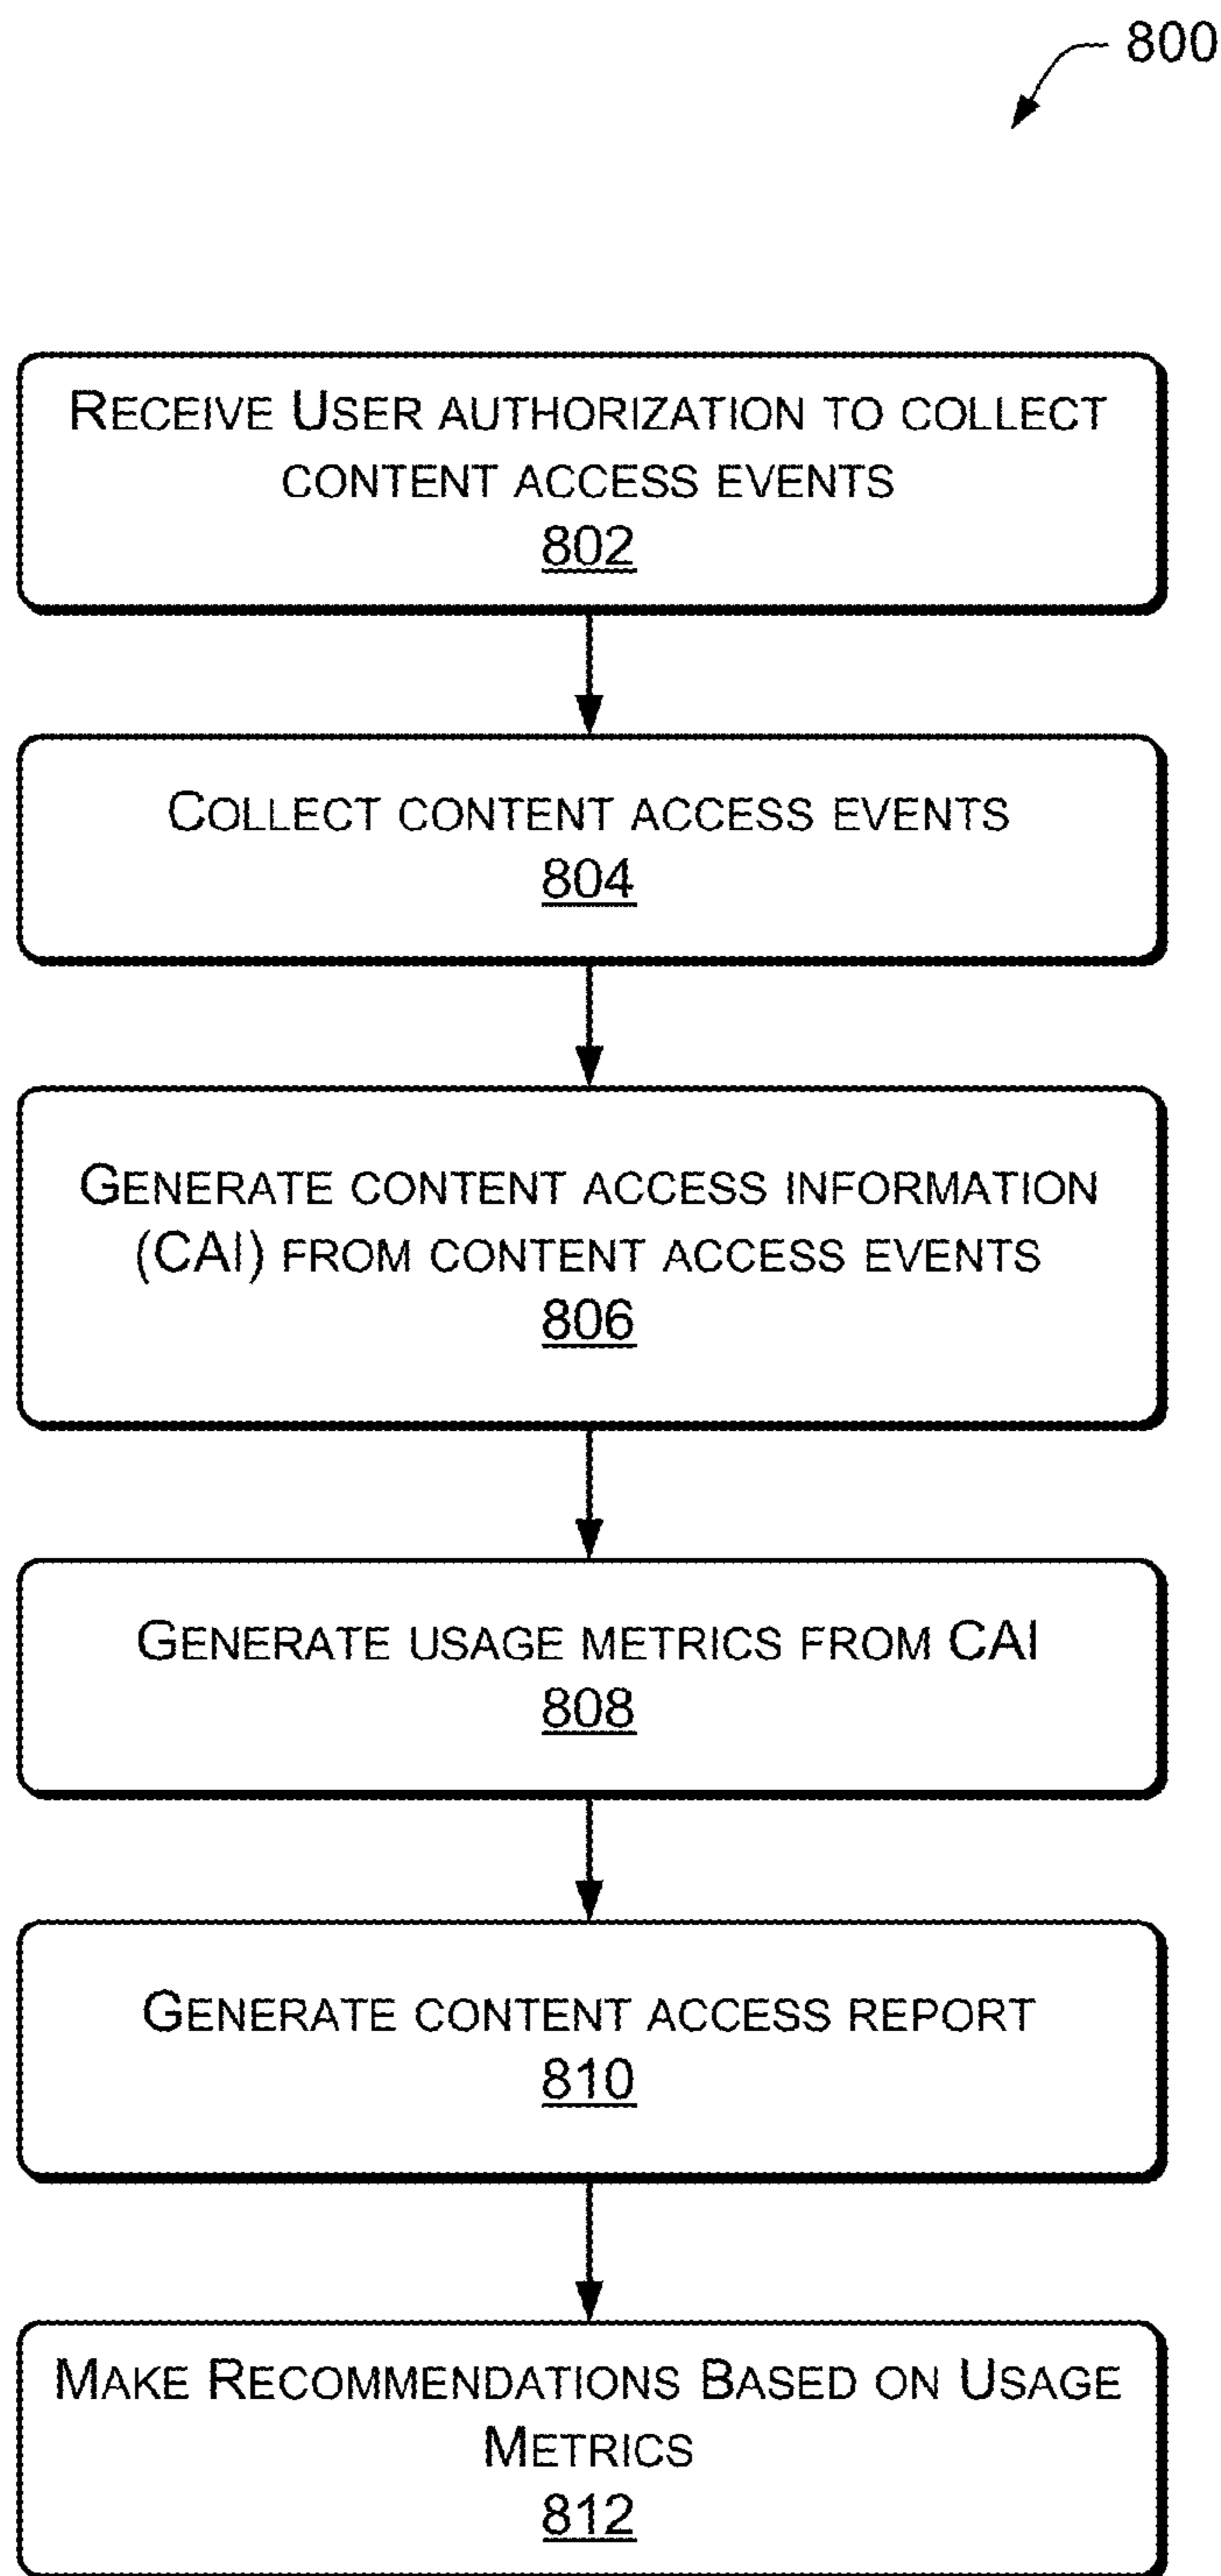 800
RECEIVE USER AUTHORIZATION TO COLLECT
CONTENT ACCESS EVENTS
802
COLLECT CONTENT ACCESS EVENTS
804
GENERATE CONTENT ACCESS INFORMATION
(CAI) FROM CONTENT ACCESS EVENTS
806
GENERATE USAGE METRICS FROM CAI
808
GENERATE CONTENT ACCESS REPORT
810
MAKE RECOMMENDATIONS BASED ON USAGE
METRICS
812